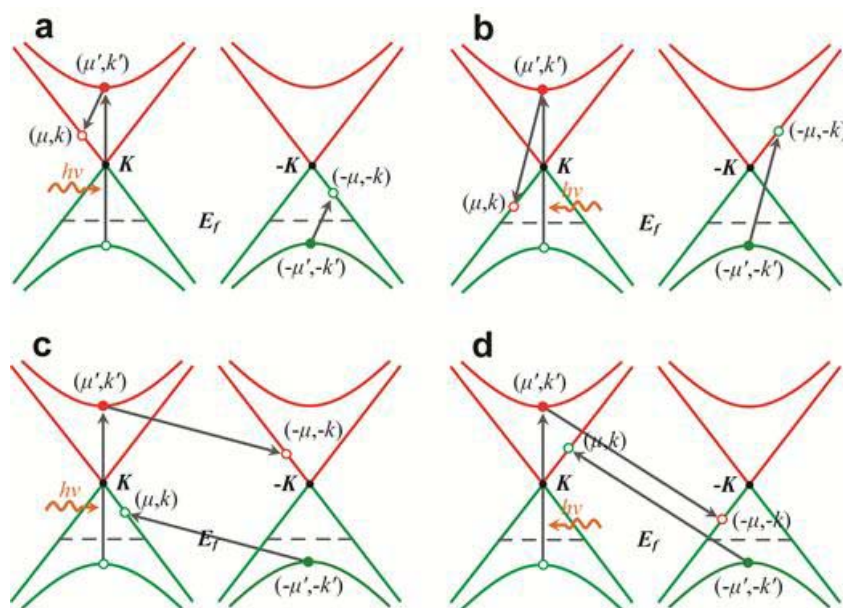 a
(μ',k')
(μ,k)
K
hν
-K
(-μ,-k)
E_f
(-μ',-k')
b
(μ',k')
(-μ,-k)
K
-K
(μ,k)
hν
E_f
(-μ',-k')
c
(μ',k')
(-μ,-k)
K
-K
hν
(μ,k)
E_f
(-μ',-k')
d
(μ',k')
(μ,k)
K
-K
hν
(-μ,-k)
E_f
(-μ',-k')